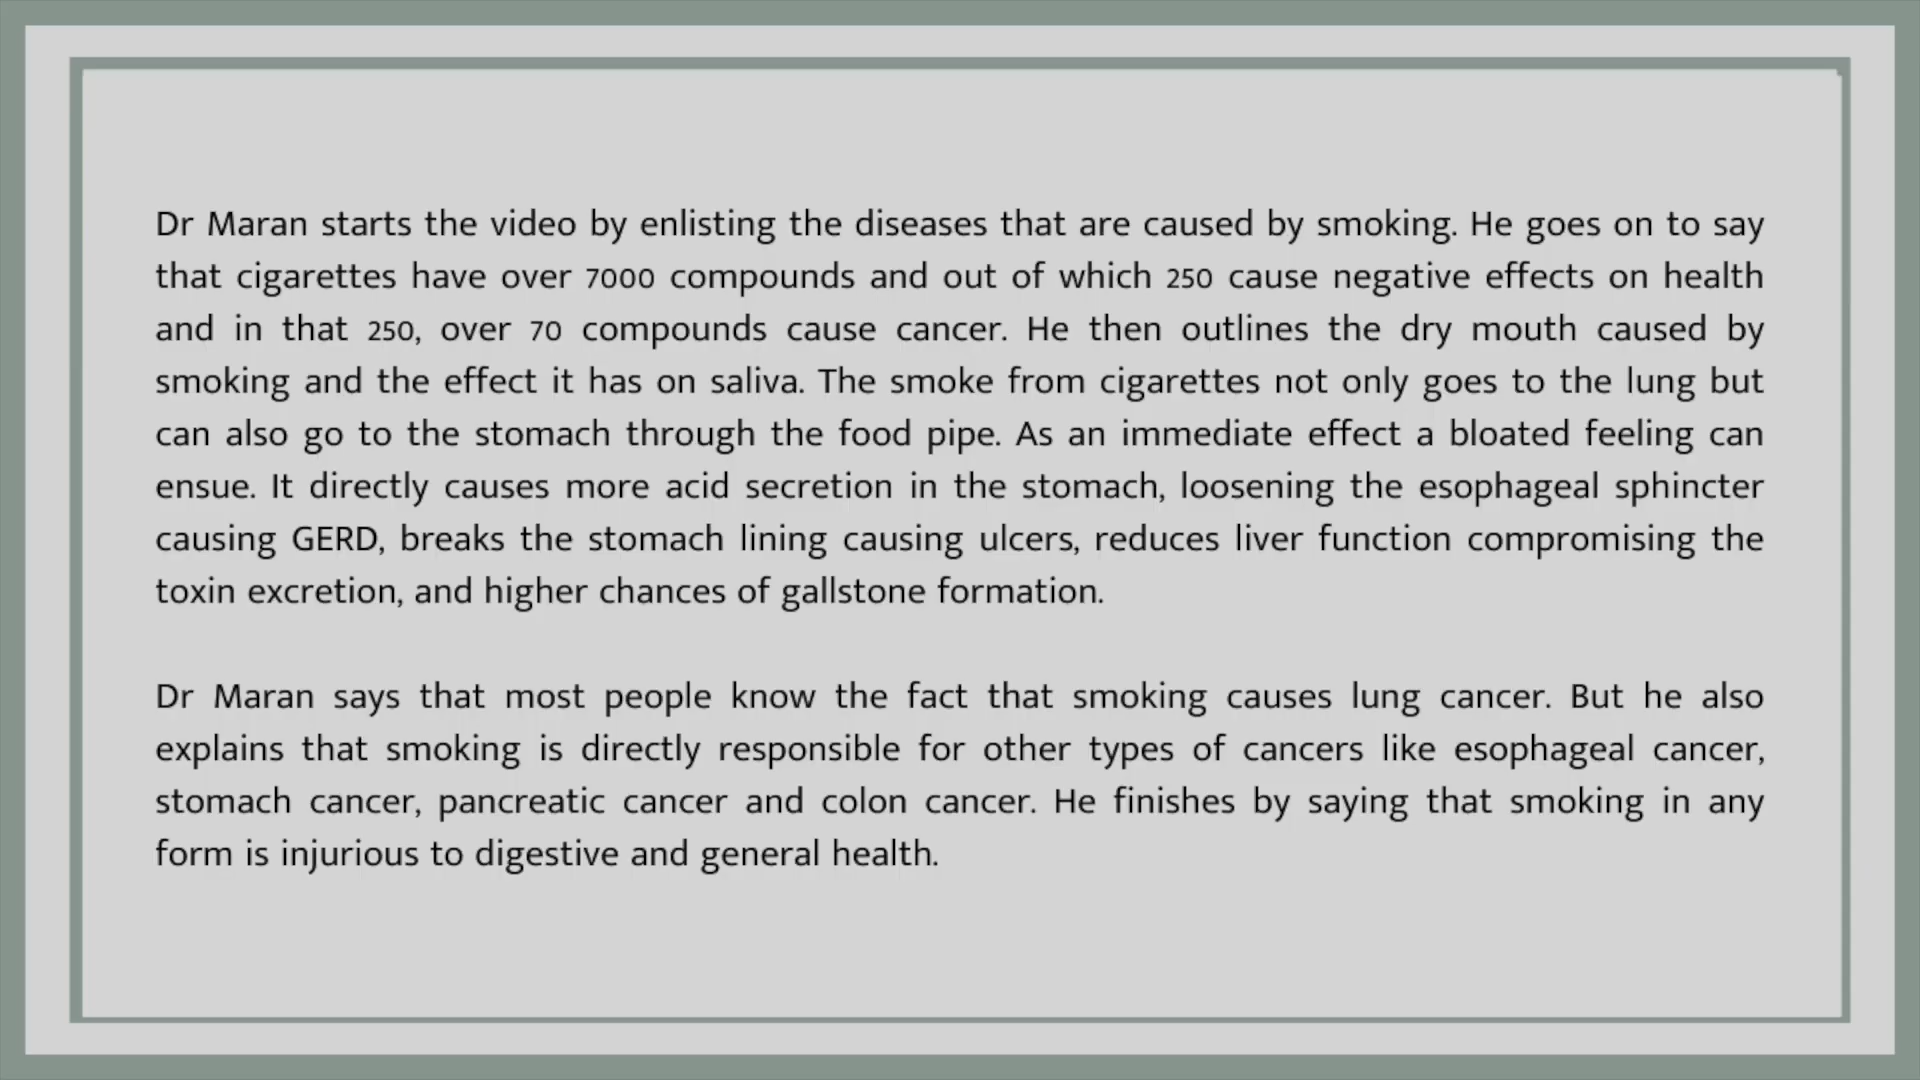 Dr Maran starts the video by enlisting the diseases that are caused by smoking. He goes on to say
that cigarettes have over 7000 compounds and out of which 250 cause negative effects on health
and in that 250, over 70 compounds cause cancer. He then outlines the dry mouth caused by
smoking and the effect it has on saliva. The smoke from cigarettes not only goes to the lung but
can also go to the stomach through the food pipe. As an immediate effect a bloated feeling can
ensue. It directly causes more acid secretion in the stomach, loosening the esophageal sphincter
causing GERD, breaks the stomach lining causing ulcers, reduces liver function compromising the
toxin excretion, and higher chances of gallstone formation.
Dr Maran says that most people know the fact that smoking causes lung cancer. But he also
explains that smoking is directly responsible for other types of cancers like esophageal cancer,
stomach cancer, pancreatic cancer and colon cancer. He finishes by saying that smoking in any
form is injurious to digestive and general health.